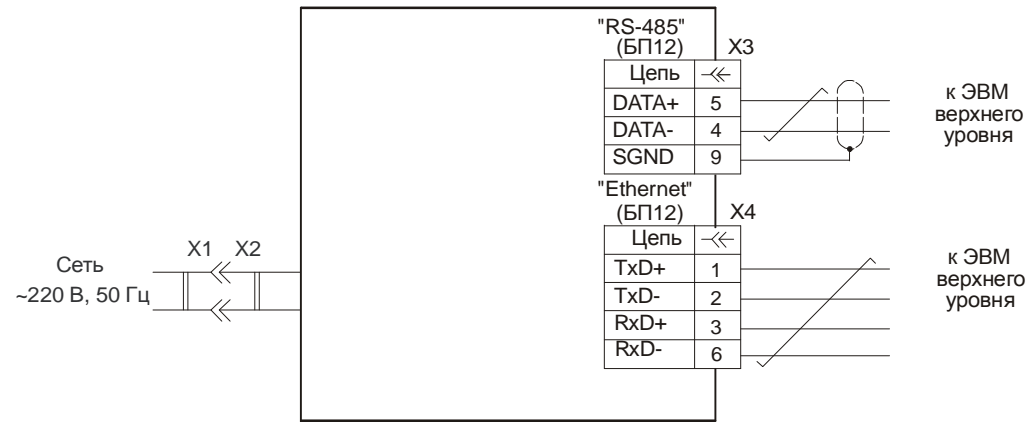 "RS-485"
(БП12) X3
Цепь
DATA+ 5
DATA- 4
SGND 9
к ЭВМ
верхнего
уровня
"Ethernet"
(БП12) X4
Цепь
TxD+ 1
TxD- 2
RxD+ 3
RxD- 6
к ЭВМ
верхнего
уровня
X1 X2
Сеть
~220 В, 50 Гц